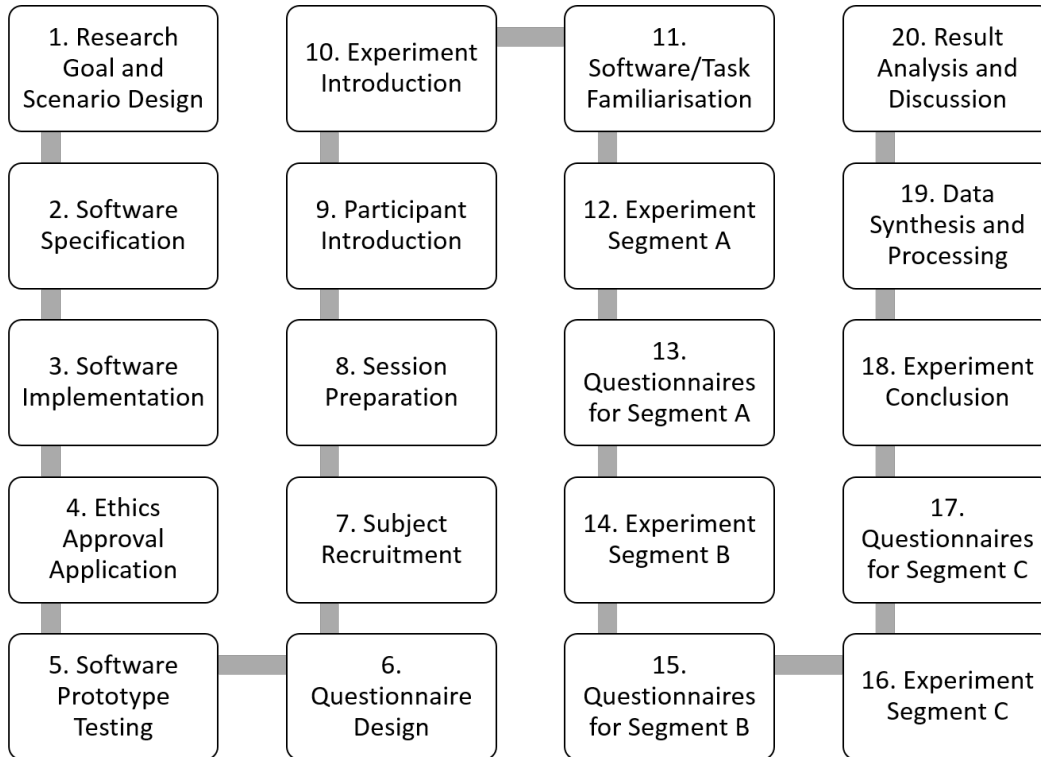 1. Research
Goal and
Scenario Design
2. Software
Specification
3. Software
Implementation
4. Ethics
Approval
Application
5. Software
Prototype
Testing
6.
Questionnaire
Design
7. Subject
Recruitment
8. Session
Preparation
9. Participant
Introduction
10. Experiment
Introduction
11.
Software/Task
Familiarisation
12. Experiment
Segment A
13.
Questionnaires
for Segment A
14. Experiment
Segment B
15.
Questionnaires
for Segment B
16. Experiment
Segment C
17.
Questionnaires
for Segment C
18. Experiment
Conclusion
19. Data
Synthesis and
Processing
20. Result
Analysis and
Discussion